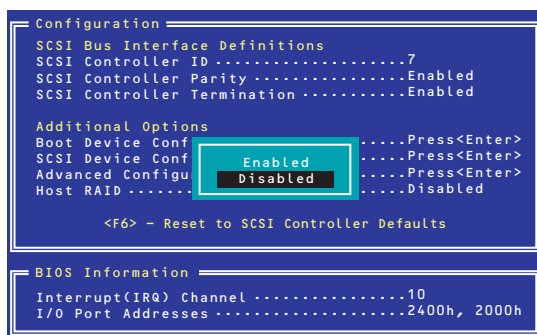 Configuration
SCSI Bus Interface Definitions
SCSI Controller ID ....................7
SCSI Controller Parity ................Enabled
SCSI Controller Termination ...........Enabled
Additional Options
Boot Device Conf .....Press<Enter>
SCSI Device Conf .....Press<Enter>
Advanced Configu .....Press<Enter>
Host RAID ........ .....Disabled
Enabled
Disabled
<F6> – Reset to SCSI Controller Defaults
BIOS Information
Interrupt(IRQ) Channel ................10
I/O Port Addresses ....................2400h, 2000h